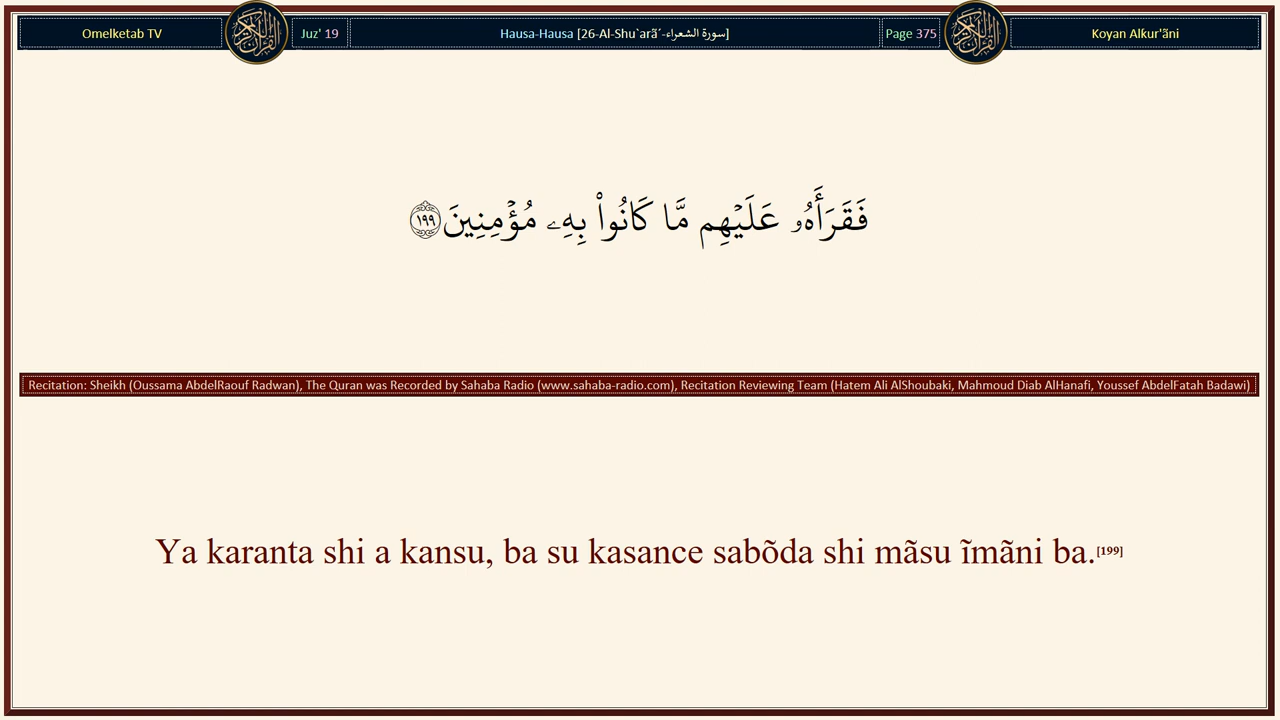 Omelketab TV
Juz' 19
Hausa-Hausa [26-Al-Shu`arã´-سورة الشعراء]
Page 375
Koyan Alƙur'ãni
فَقَرَأَهُۥ عَلَيۡهِم مَّا كَانُواْ بِهِۦ مُؤۡمِنِينَ ١٩٩
Recitation: Sheikh (Oussama AbdelRaouf Radwan), The Quran was Recorded by Sahaba Radio (www.sahaba-radio.com), Recitation Reviewing Team (Hatem Ali AlShoubaki, Mahmoud Diab AlHanafi, Youssef AbdelFatah Badawi)
Ya karanta shi a kansu, ba su kasance sabõda shi mãsu ĩmãni ba.[199]